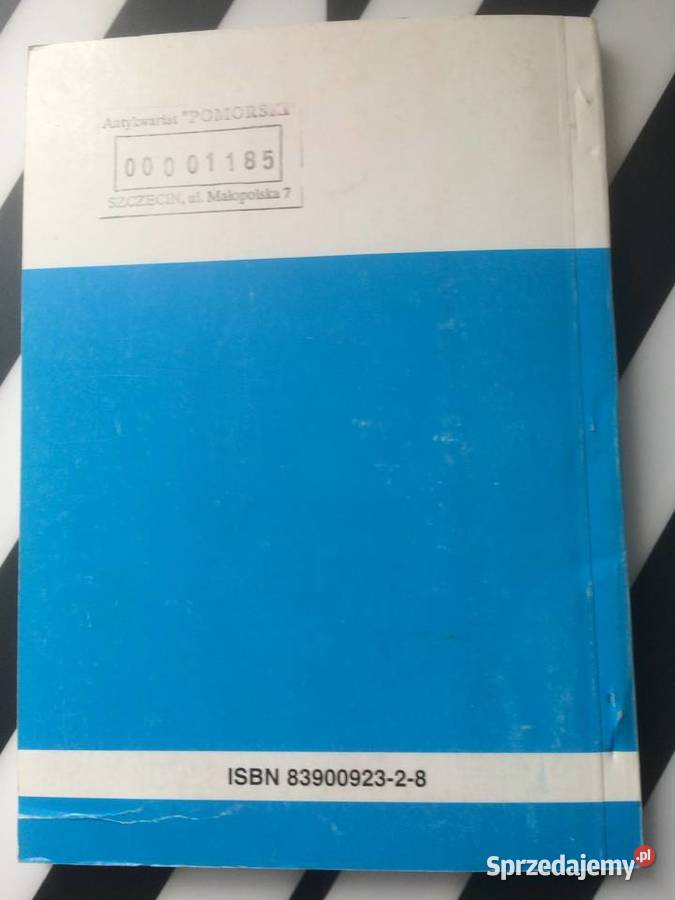 Antykwariat "POMORSKI"
00001185
SZCZECIN, ul. Małopolska 7
ISBN 83900923-2-8
Sprzedajemy.pl